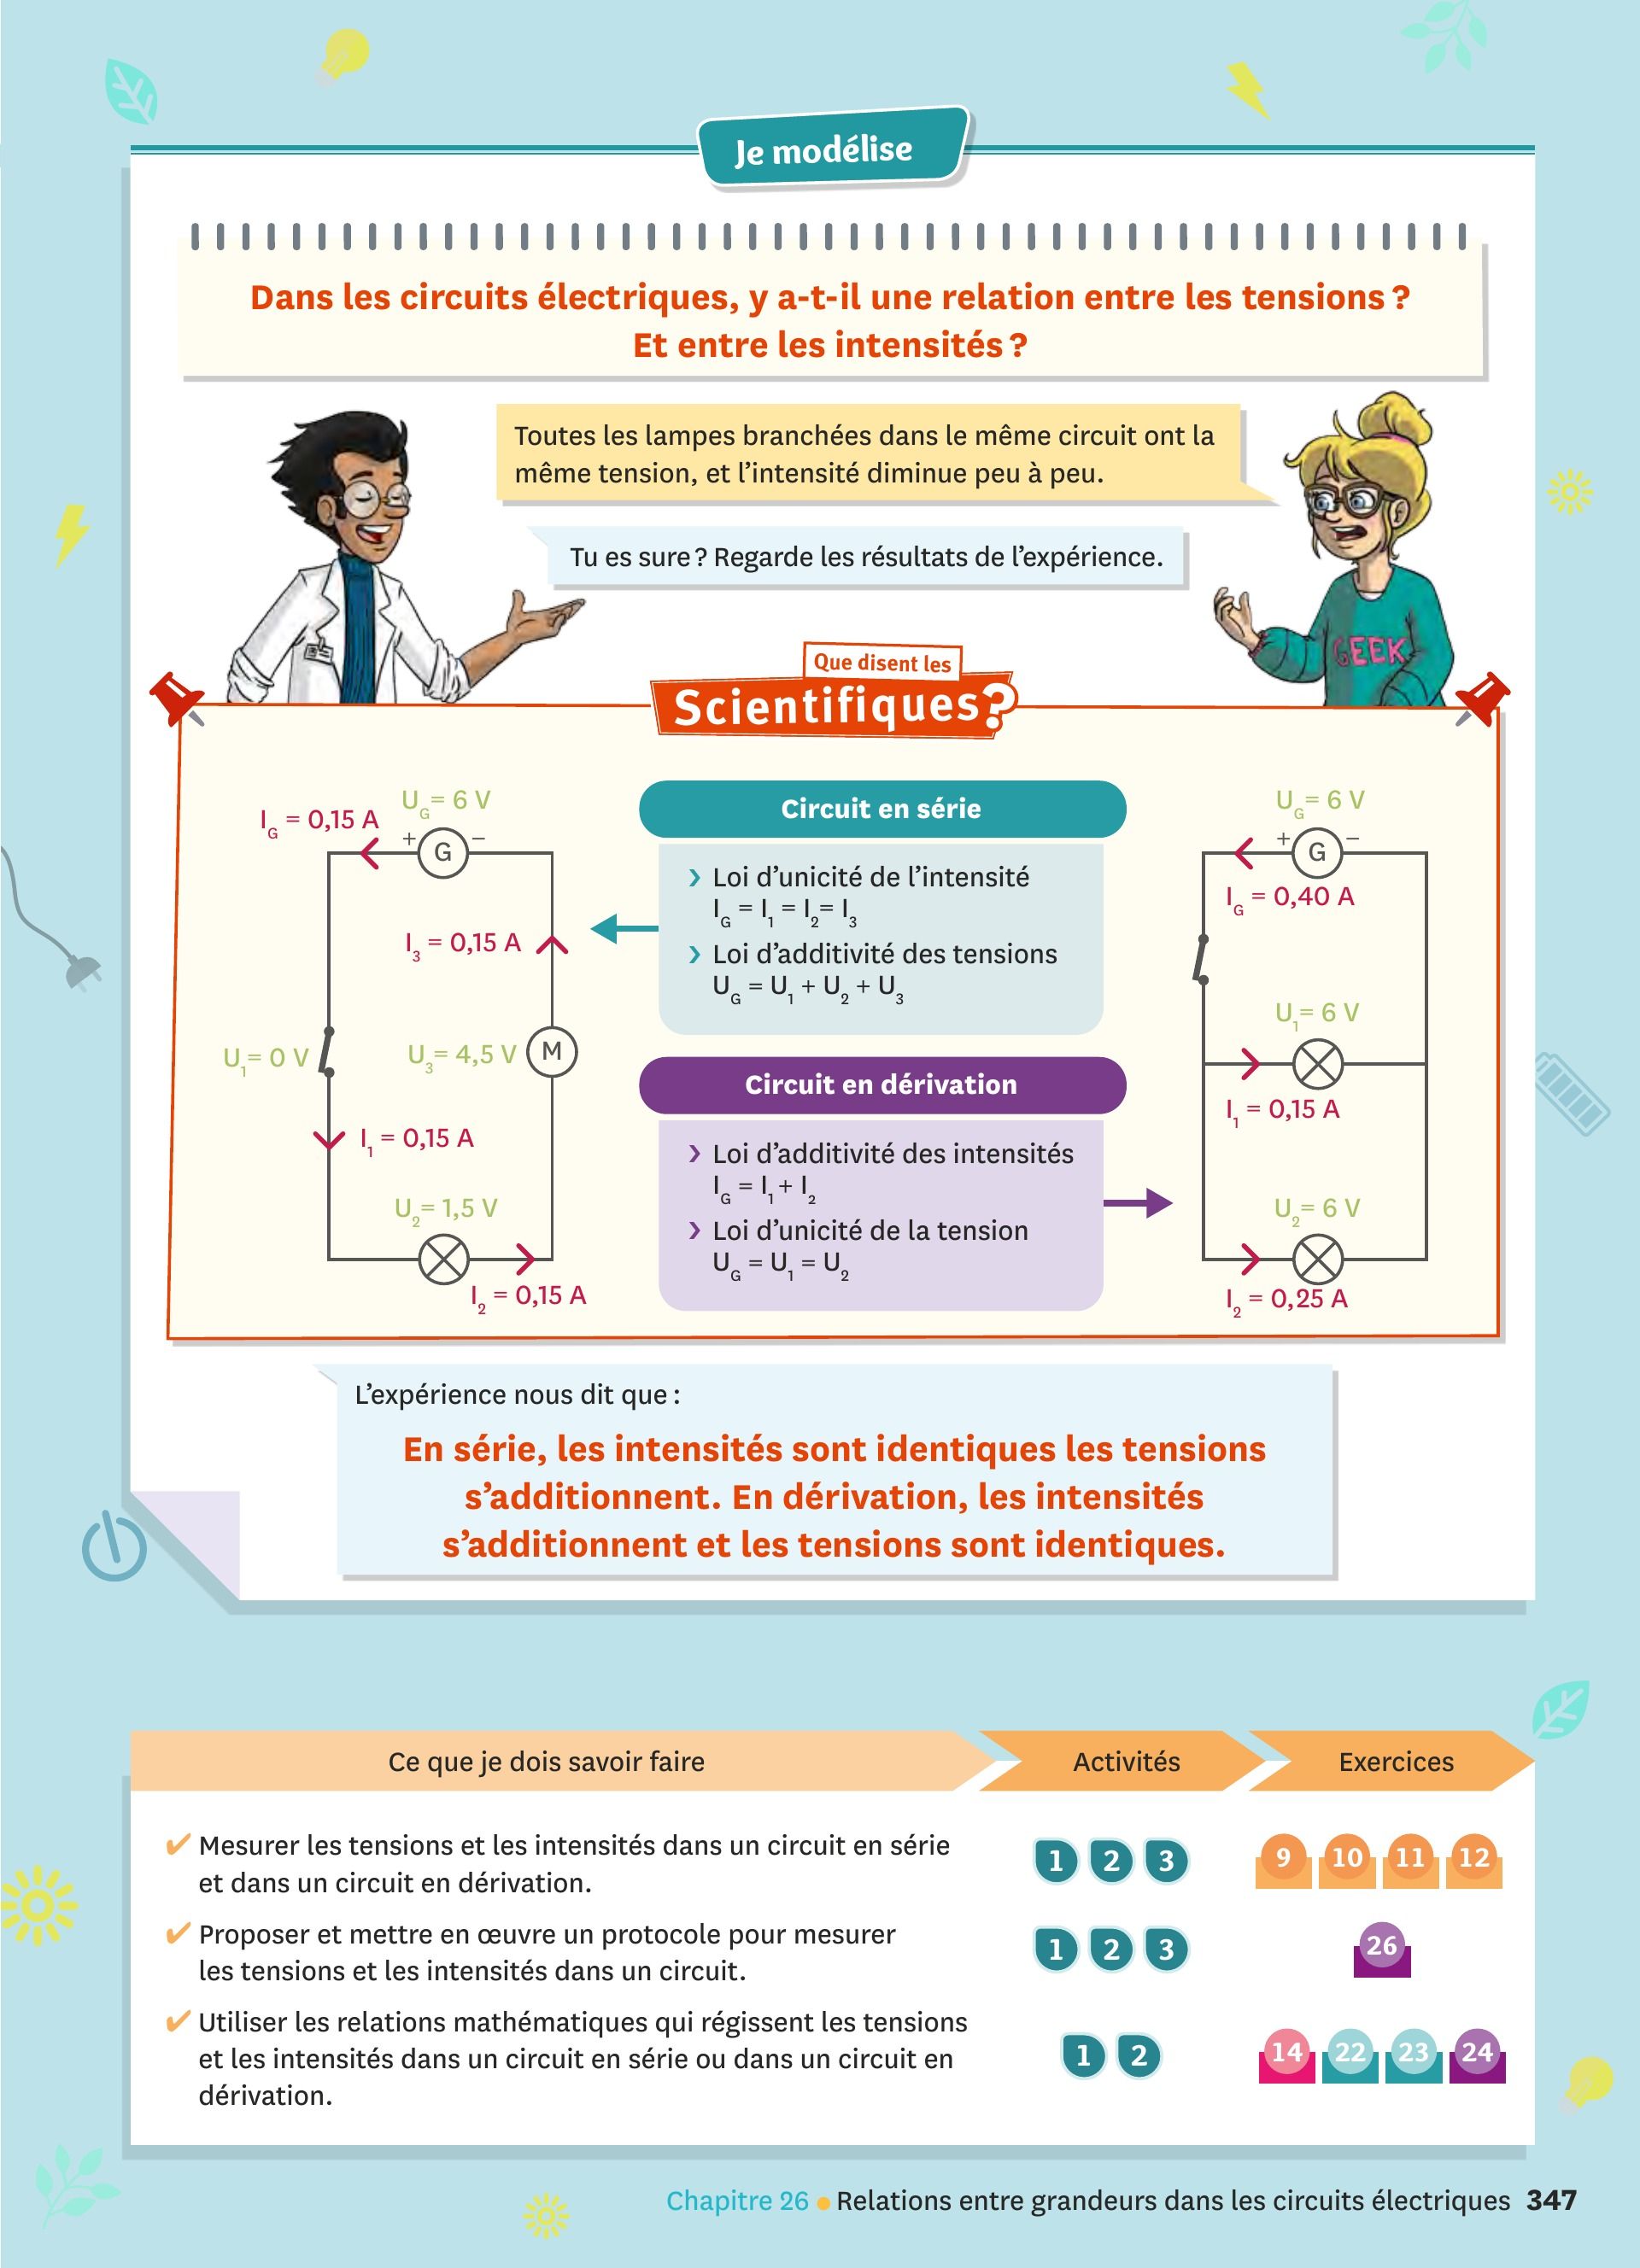 Je modélise
Dans les circuits électriques, y a-t-il une relation entre les tensions ?
Et entre les intensités ?
Toutes les lampes branchées dans le même circuit ont la
même tension, et l’intensité diminue peu à peu.
Tu es sure ? Regarde les résultats de l’expérience.
GEEK
Que disent les
Scientifiques?
I_G = 0,15 A
U_G = 6 V
+ G −
I_3 = 0,15 A
U_1 = 0 V
U_3 = 4,5 V
M
I_1 = 0,15 A
U_2 = 1,5 V
I_2 = 0,15 A
Circuit en série
› Loi d’unicité de l’intensité
I_G = I_1 = I_2 = I_3
› Loi d’additivité des tensions
U_G = U_1 + U_2 + U_3
Circuit en dérivation
› Loi d’additivité des intensités
I_G = I_1 + I_2
› Loi d’unicité de la tension
U_G = U_1 = U_2
U_G = 6 V
+ G −
I_G = 0,40 A
U_1 = 6 V
I_1 = 0,15 A
U_2 = 6 V
I_2 = 0,25 A
L’expérience nous dit que :
En série, les intensités sont identiques les tensions
s’additionnent. En dérivation, les intensités
s’additionnent et les tensions sont identiques.
Ce que je dois savoir faire
Activités
Exercices
✔ Mesurer les tensions et les intensités dans un circuit en série
et dans un circuit en dérivation.
1 2 3
9 10 11 12
✔ Proposer et mettre en œuvre un protocole pour mesurer
les tensions et les intensités dans un circuit.
1 2 3
26
✔ Utiliser les relations mathématiques qui régissent les tensions
et les intensités dans un circuit en série ou dans un circuit en
dérivation.
1 2
14 22 23 24
Chapitre 26 • Relations entre grandeurs dans les circuits électriques 347